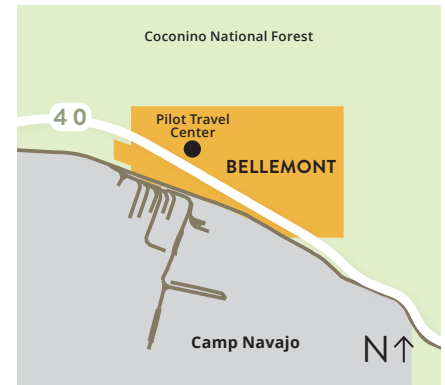 Coconino National Forest
40
Pilot Travel
Center
BELLEMONT
Camp Navajo
N